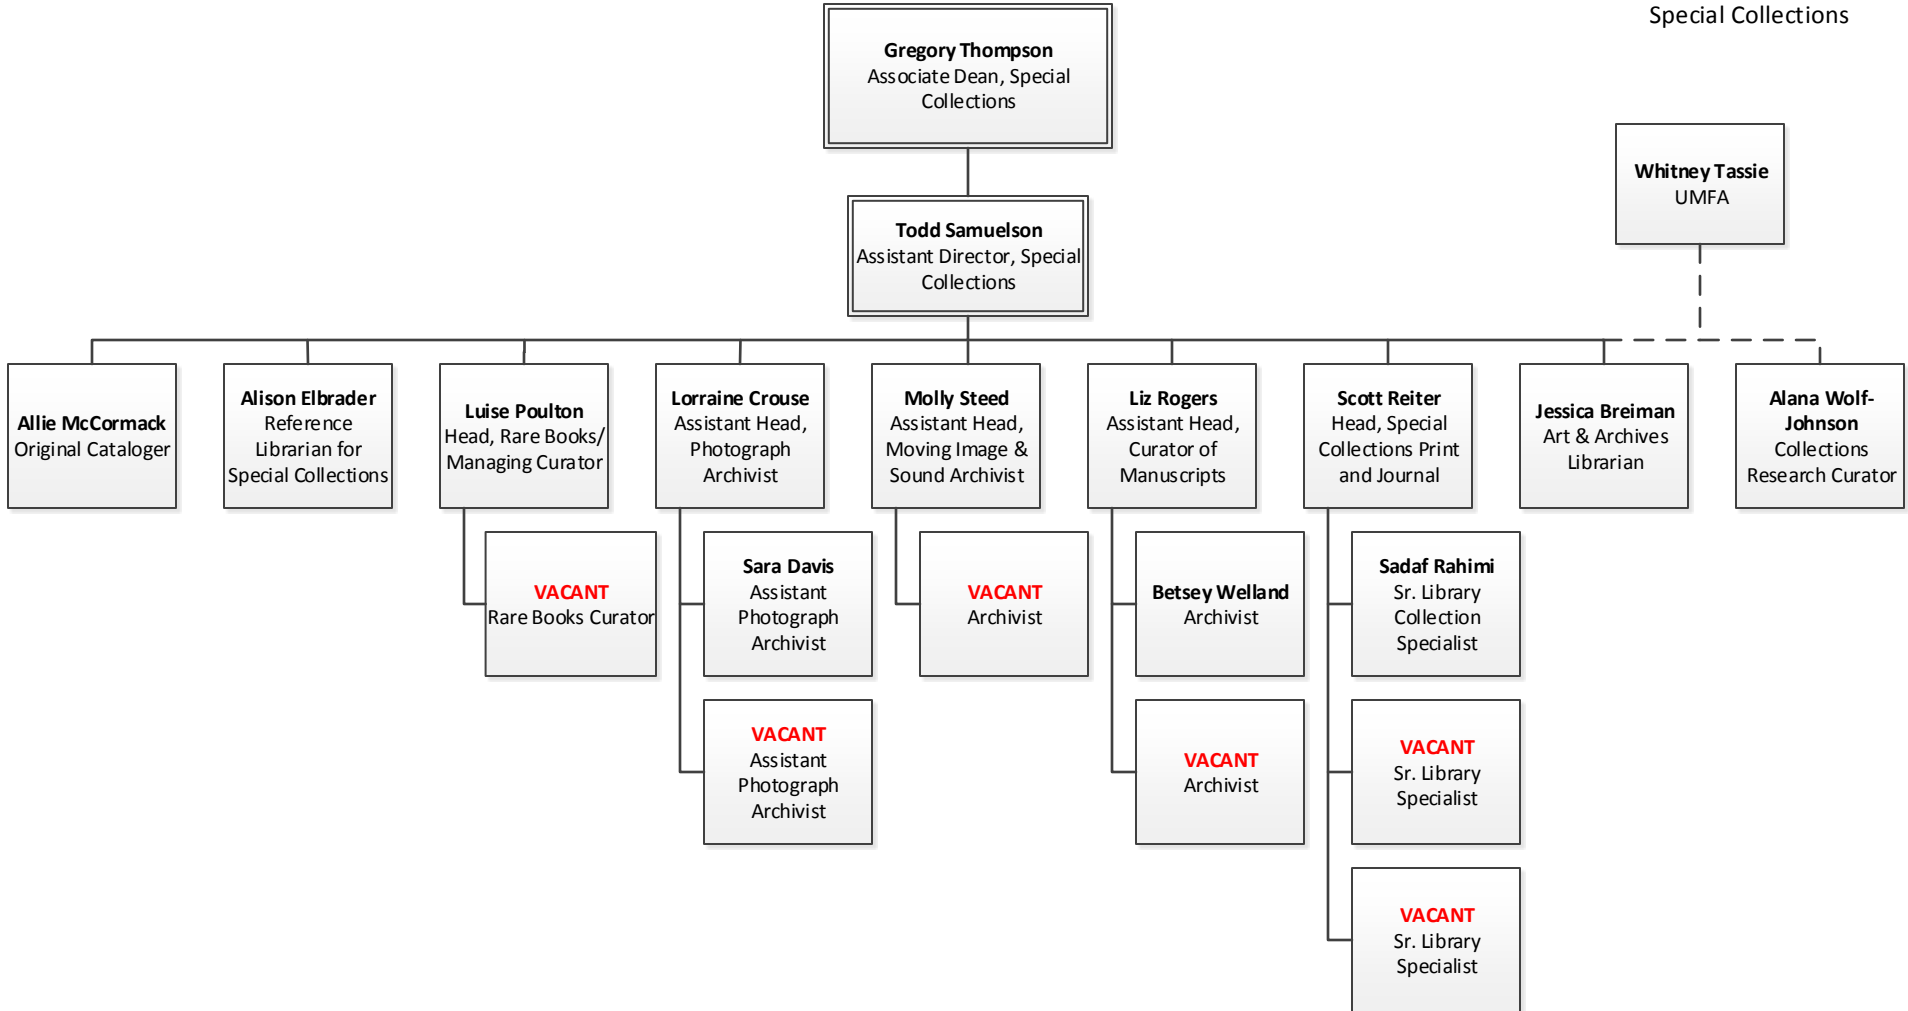 Special Collections
Gregory Thompson
Associate Dean, Special
Collections
Whitney Tassie
UMFA
Todd Samuelson
Assistant Director, Special
Collections
Allie McCormack
Original Cataloger
Alison Elbrader
Reference
Librarian for
Special Collections
Luise Poulton
Head, Rare Books/
Managing Curator
Lorraine Crouse
Assistant Head,
Photograph
Archivist
Molly Steed
Assistant Head,
Moving Image &
Sound Archivist
Liz Rogers
Assistant Head,
Curator of
Manuscripts
Scott Reiter
Head, Special
Collections Print
and Journal
Jessica Breiman
Art & Archives
Librarian
Alana Wolf-
Johnson
Collections
Research Curator
VACANT
Rare Books Curator
Sara Davis
Assistant
Photograph
Archivist
VACANT
Archivist
Betsey Welland
Archivist
Sadaf Rahimi
Sr. Library
Collection
Specialist
VACANT
Assistant
Photograph
Archivist
VACANT
Archivist
VACANT
Sr. Library
Specialist
VACANT
Sr. Library
Specialist